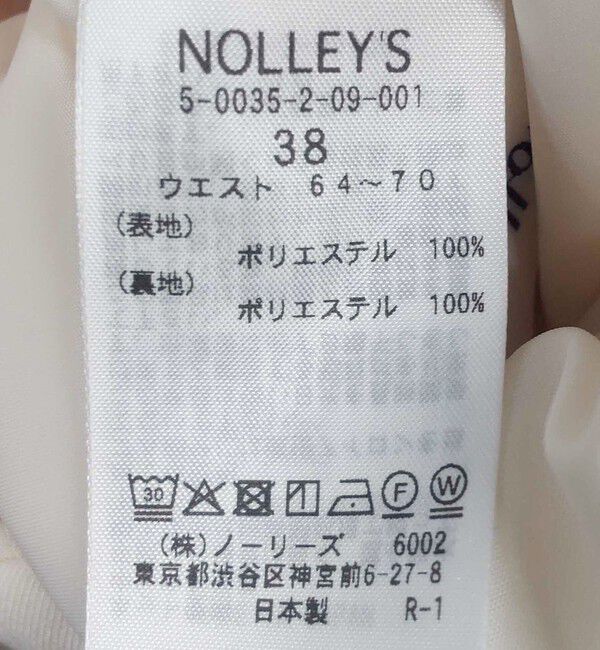 NOLLEY'S
5-0035-2-09-001
38
ウエスト 64～70
(表地)
ポリエステル 100%
(裏地)
ポリエステル 100%
30 F W
(株)ノーリーズ 6002
東京都渋谷区神宮前6-27-8
日本製 R-1